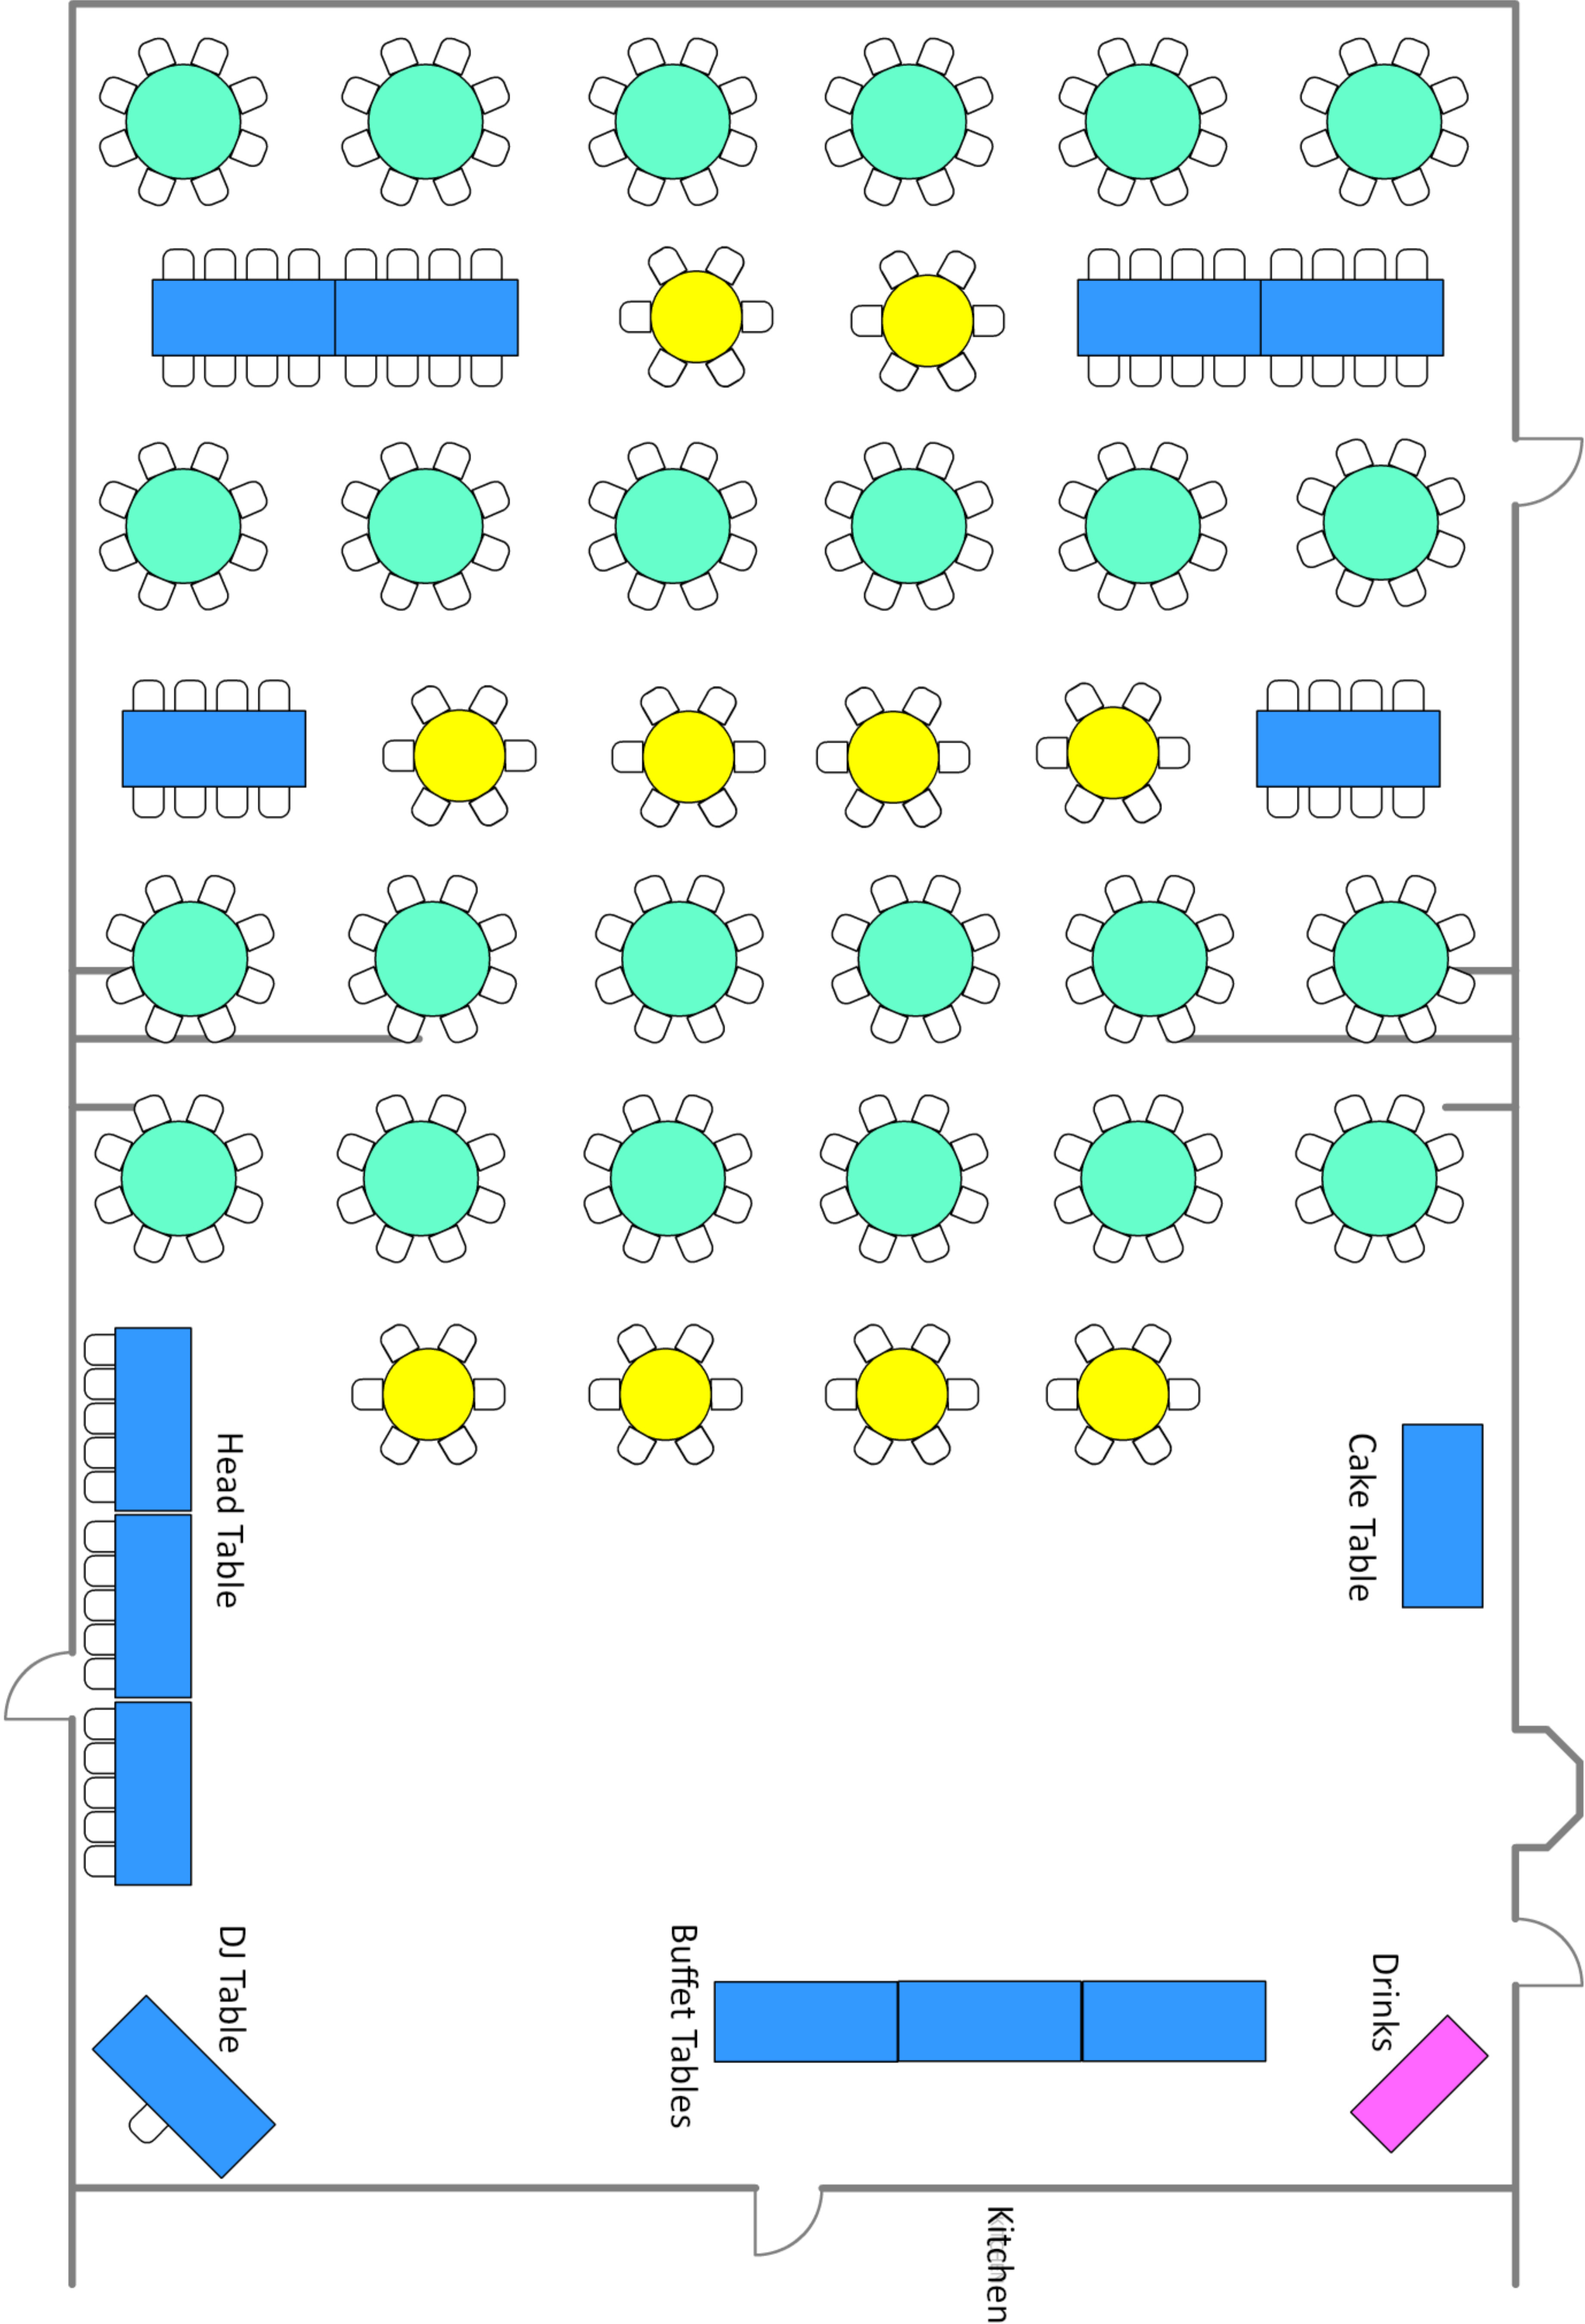 Head Table
Cake Table
DJ Table
Buffet Tables
Drinks
Kitchen